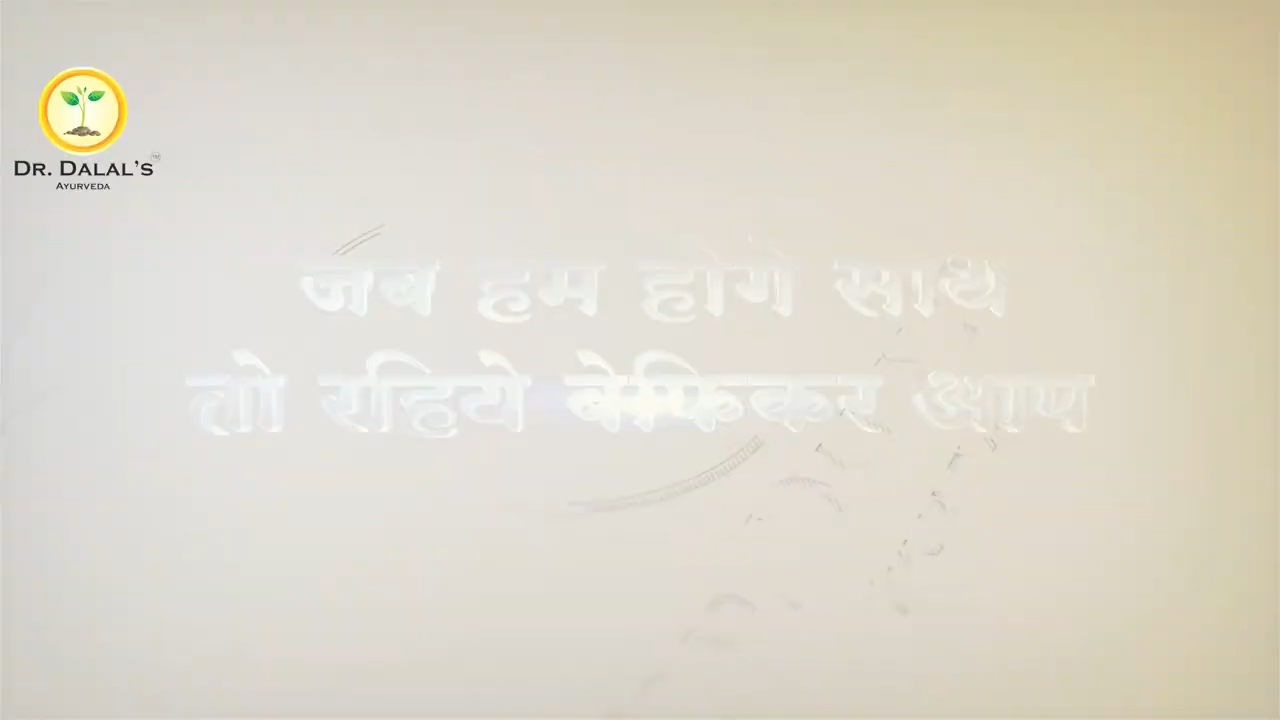 DR. DALAL'S
AYURVEDA
जब हम होंगे साथ
तो रहिये बेफिकर आप